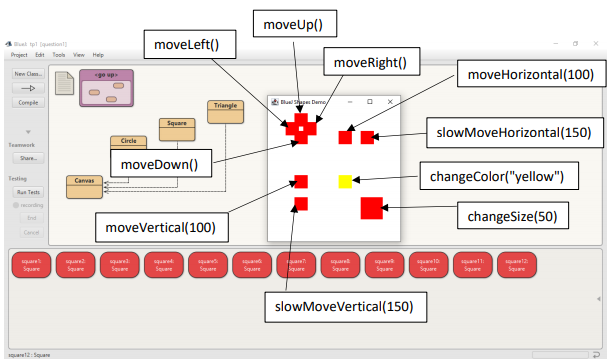 moveUp()
moveLeft()
moveRight()
moveHorizontal(100)
slowMoveHorizontal(150)
moveDown()
changeColor("yellow")
changeSize(50)
moveVertical(100)
slowMoveVertical(150)
BlueJ: tp1 [question1]
Project Edit Tools View Help
New Class...
Compile
Teamwork
Share...
Testing
Run Tests
recording
End
Cancel
<go up>
Triangle
Square
Circle
Canvas
BlueJ Shapes Demo
square1:
Square
square2:
Square
square3:
Square
square4:
Square
square5:
Square
square6:
Square
square7:
Square
square8:
Square
square9:
Square
square10:
Square
square11:
Square
square12:
Square
square12 : Square